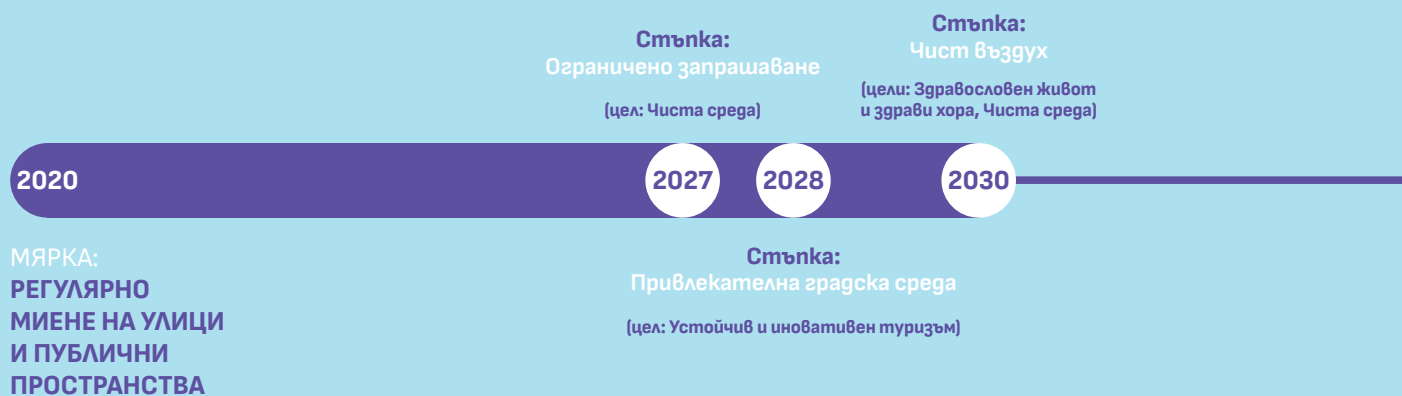 Стъпка:
Ограничено запрашаване
(цел: Чиста среда)
Стъпка:
Чист въздух
(цели: Здравословен живот
и здрави хора, Чиста среда)
2020
2027
2028
2030
МЯРКА:
РЕГУЛЯРНО
МИЕНЕ НА УЛИЦИ
И ПУБЛИЧНИ
ПРОСТРАНСТВА
Стъпка:
Привлекателна градска среда
(цел: Устойчив и иновативен туризъм)